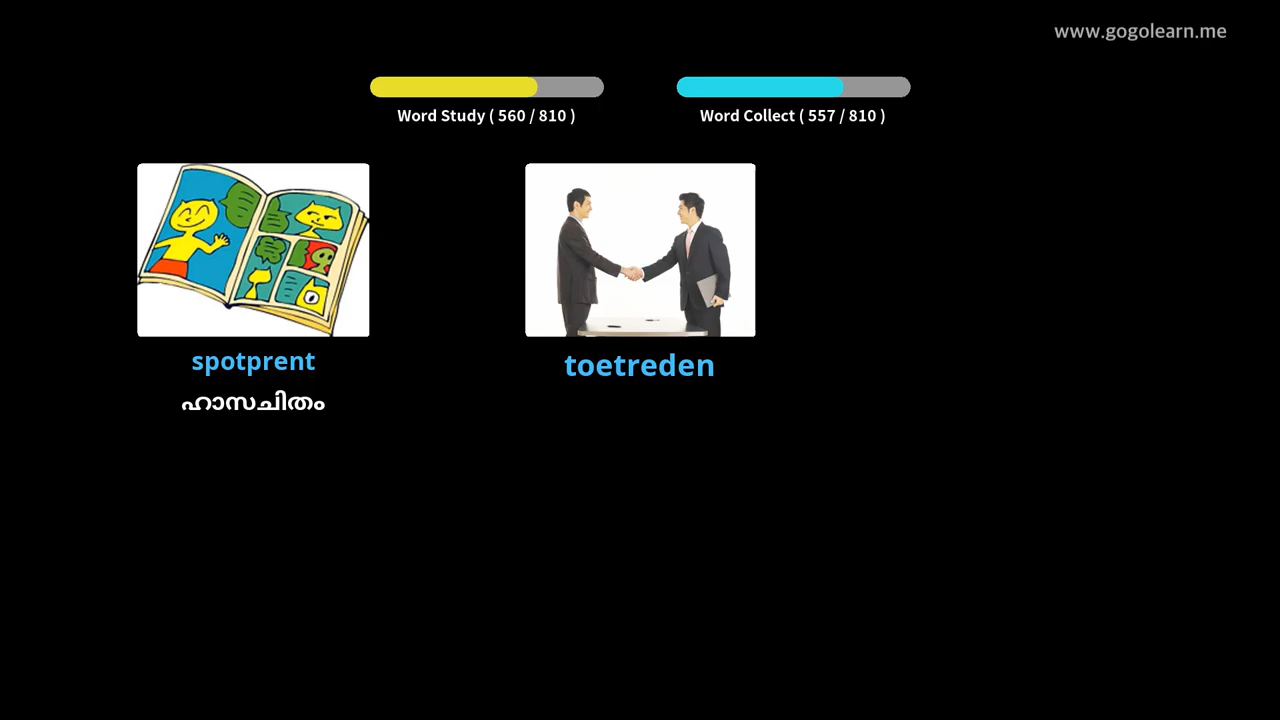 www.gogolearn.me
Word Study ( 560 / 810 )
Word Collect ( 557 / 810 )
spotprent
toetreden
ഹാസചിതം